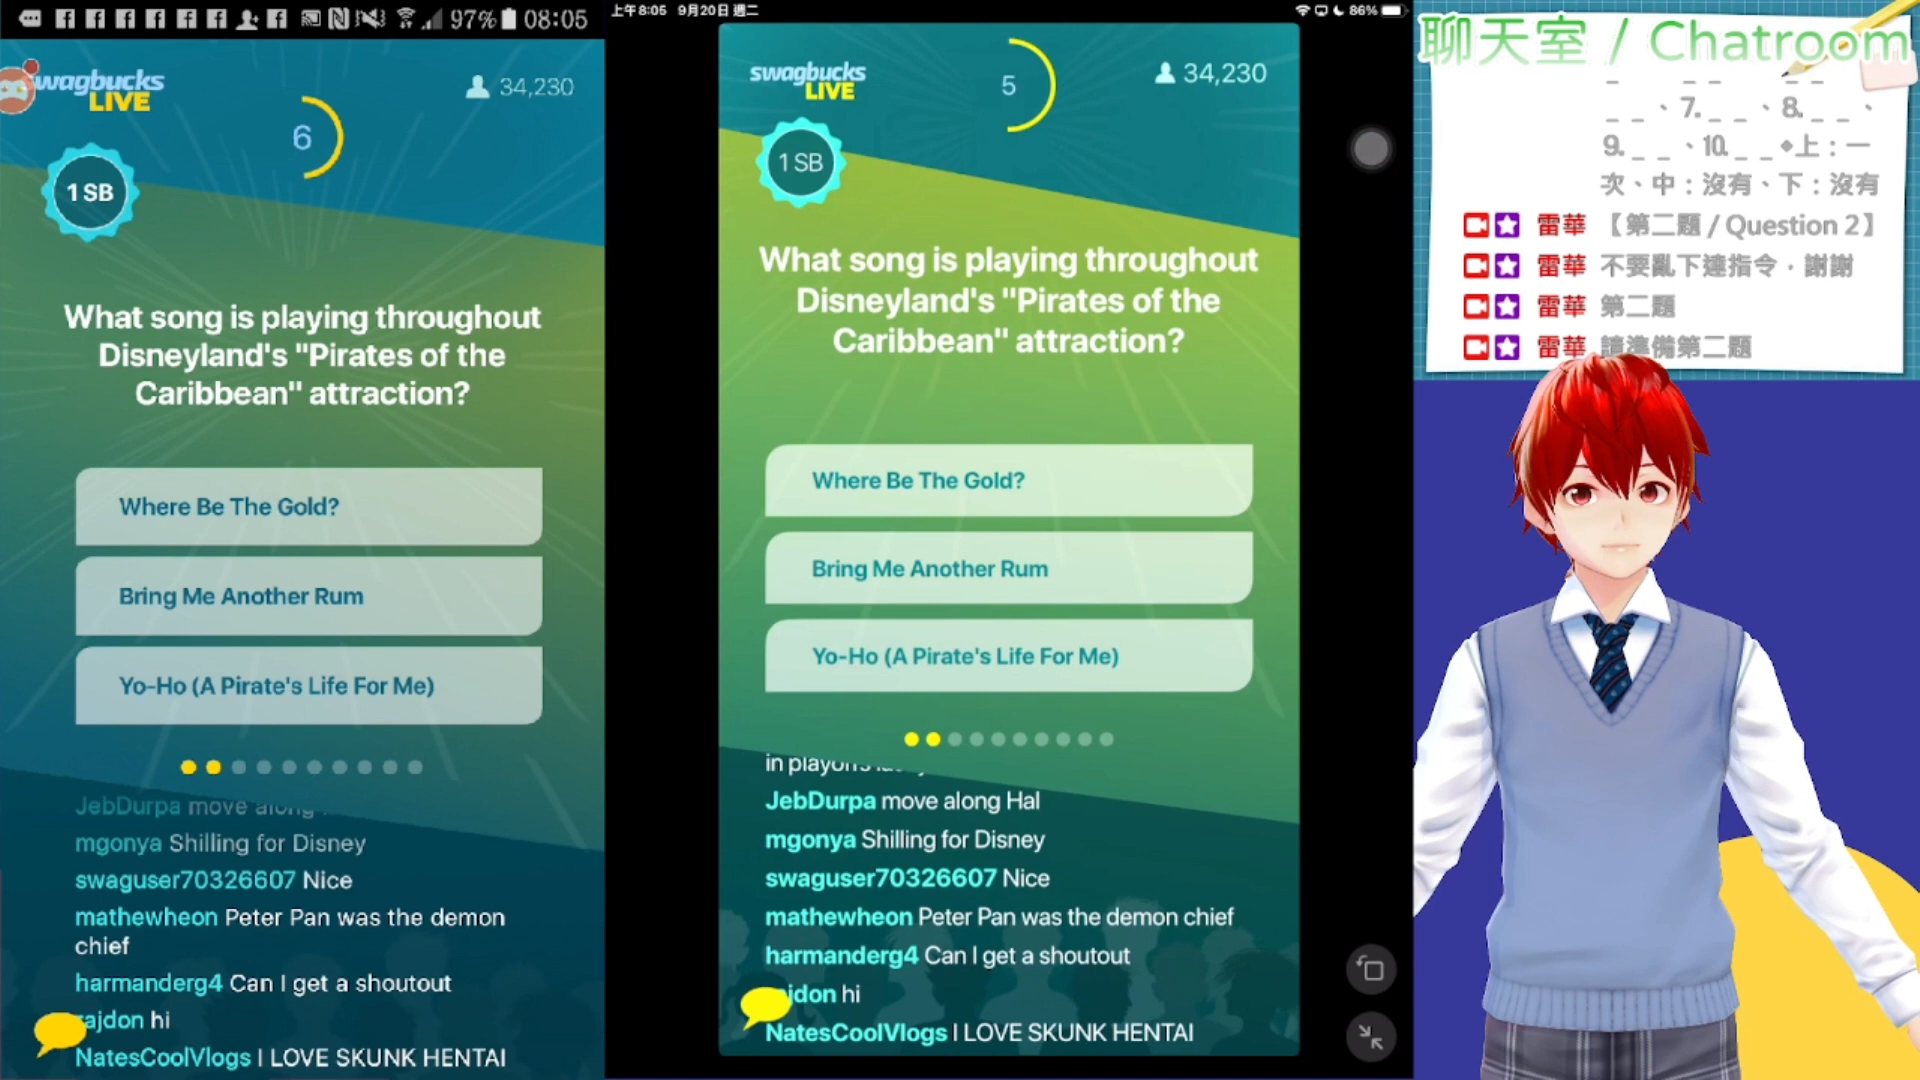 97% 08:05
swagbucks
LIVE
34,230
6
1 SB
What song is playing throughout
Disneyland's "Pirates of the
Caribbean" attraction?
Where Be The Gold?
Bring Me Another Rum
Yo-Ho (A Pirate's Life For Me)
JebDurpa move along
mgonya Shilling for Disney
swaguser70326607 Nice
mathewheon Peter Pan was the demon
chief
harmanderg4 Can I get a shoutout
rajdon hi
NatesCoolVlogs I LOVE SKUNK HENTAI
上午8:05 9月20日 週二
86%
swagbucks
LIVE
5
34,230
1 SB
What song is playing throughout
Disneyland's "Pirates of the
Caribbean" attraction?
Where Be The Gold?
Bring Me Another Rum
Yo-Ho (A Pirate's Life For Me)
in
JebDurpa move along Hal
mgonya Shilling for Disney
swaguser70326607 Nice
mathewheon Peter Pan was the demon chief
harmanderg4 Can I get a shoutout
hi
NatesCoolVlogs I LOVE SKUNK HENTAI
聊天室 / Chatroom
_ _、7. _ _、8. _ _、
9. _ _、10. _ _◆上：一
次、中：沒有、下：沒有
雷華 【第二題 / Question 2】
雷華 不要亂下達指令，謝謝
雷華 第二題
雷華 請準備第二題